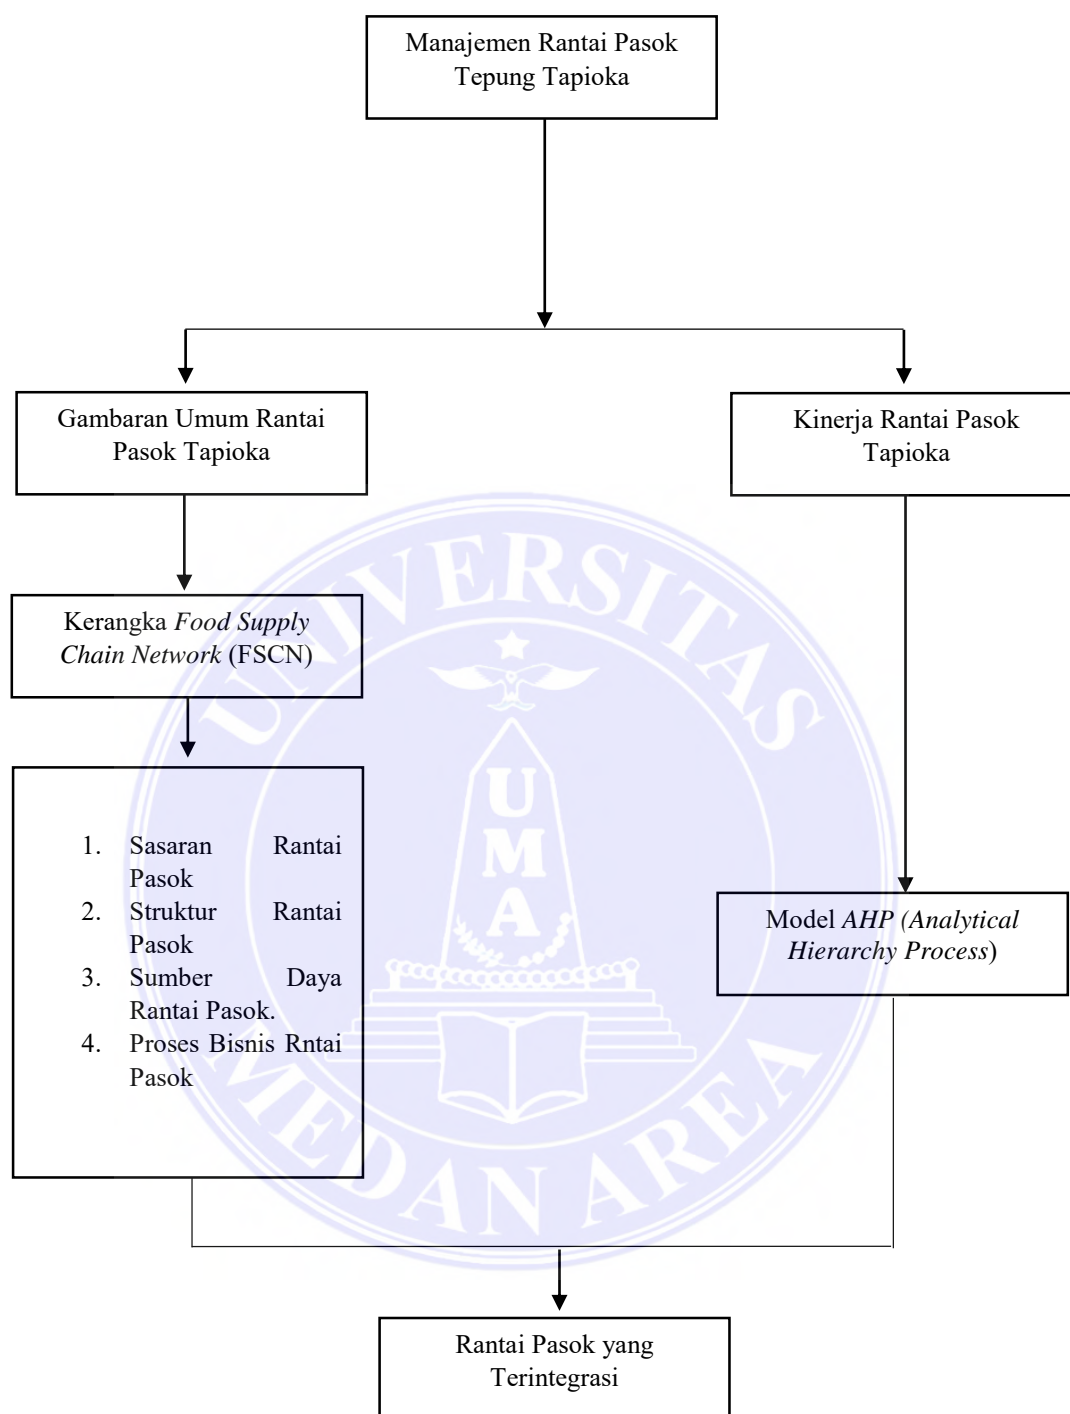 Manajemen Rantai Pasok
Tepung Tapioka
Gambaran Umum Rantai
Pasok Tapioka
Kinerja Rantai Pasok
Tapioka
Kerangka Food Supply
Chain Network (FSCN)
1. Sasaran Rantai
Pasok
2. Struktur Rantai
Pasok
3. Sumber Daya
Rantai Pasok.
4. Proses Bisnis Rntai
Pasok
Model AHP (Analytical
Hierarchy Process)
Rantai Pasok yang
Terintegrasi
UNIVERSITAS
UMA
MEDAN AREA